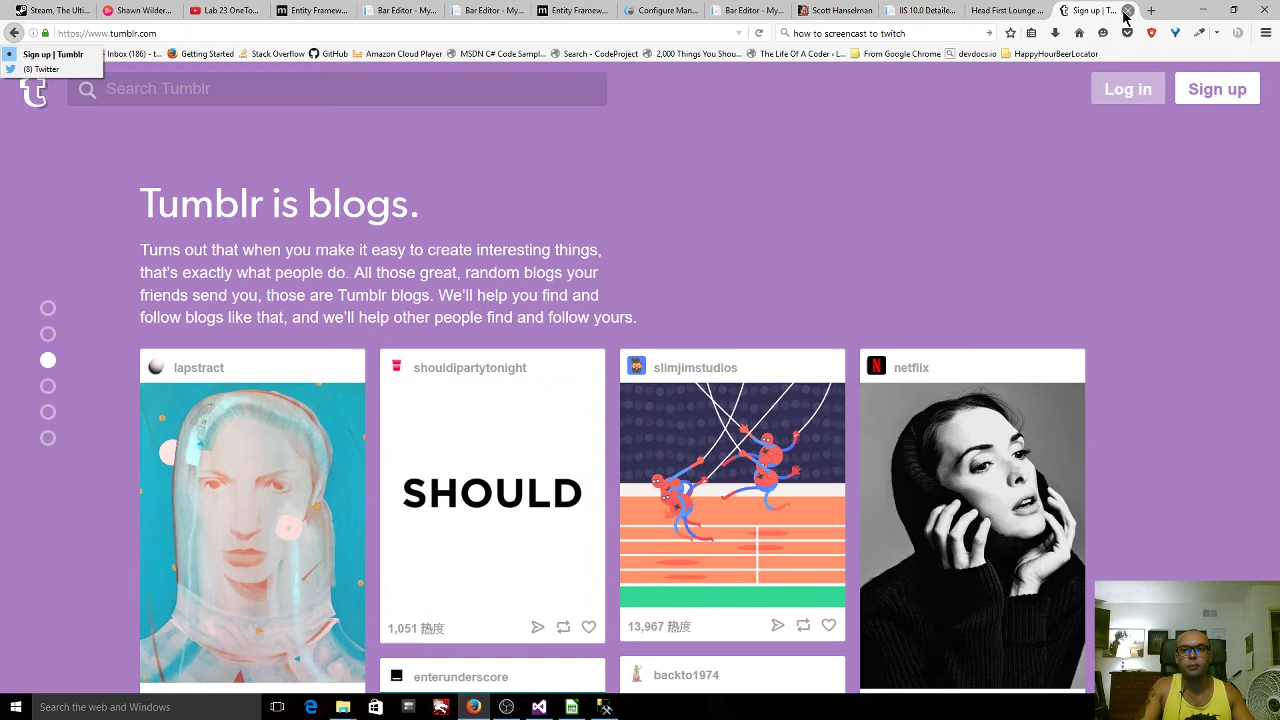 Steam, The Ulti...
Shawn Wilder...
Lab 23 OneTo...
Entity Framew...
Bar Editor - My...
Bar Editor - My...
Entity Framew...
Configure Man...
Bar Editor - My...
Scott Hanselman
IIS 10.0 Detaile...
Head First Lounge ...
Sign up | T...
https://www.tumblr.com
how to screencast to twitch
Sign up | Tumblr
(8) Twitter
Inbox (186) - ...
Getting Started
Stack Overflow
GitHub
Amazon Cloud Player
MSDN C# Code Sampl...
Search - CodeProject
2,000 Things You Shou...
The Life Of A Coder - L...
From Google Chrome
devdocs.io
HappyHourBeerLocator
t
Search Tumblr
Log in
Sign up
Tumblr is blogs.
Turns out that when you make it easy to create interesting things,
that's exactly what people do. All those great, random blogs your
friends send you, those are Tumblr blogs. We'll help you find and
follow blogs like that, and we'll help other people find and follow yours.
lapstract
shouldipartytonight
slimjimstudios
netflix
SHOULD
1,051 热度
13,967 热度
enterunderscore
backto1974
Search the web and Windows